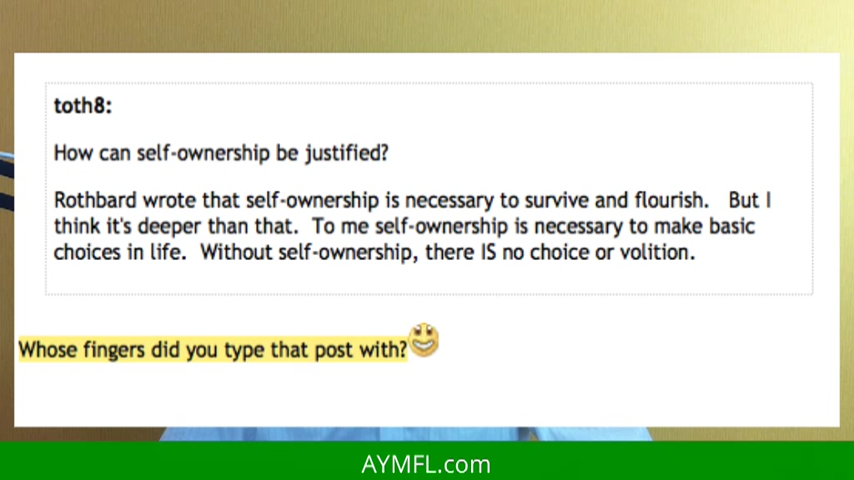 toth8:
How can self-ownership be justified?
Rothbard wrote that self-ownership is necessary to survive and flourish. But I
think it's deeper than that. To me self-ownership is necessary to make basic
choices in life. Without self-ownership, there IS no choice or volition.
Whose fingers did you type that post with?
AYMFL.com